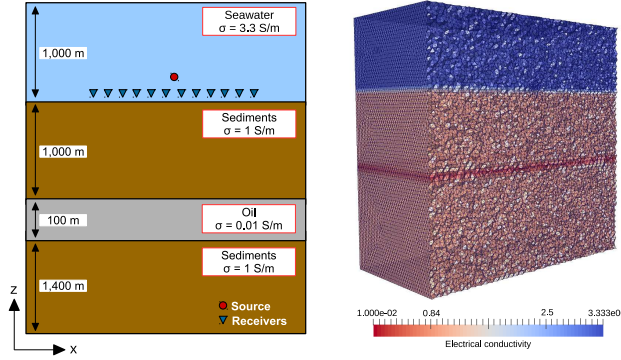 Seawater
σ = 3.3 S/m
1,000 m
Sediments
σ = 1 S/m
1,000 m
Oil
σ = 0.01 S/m
100 m
Sediments
σ = 1 S/m
1,400 m
Source
Receivers
Z
X
1.000e-02 0.84 2.5 3.333e0
Electrical conductivity